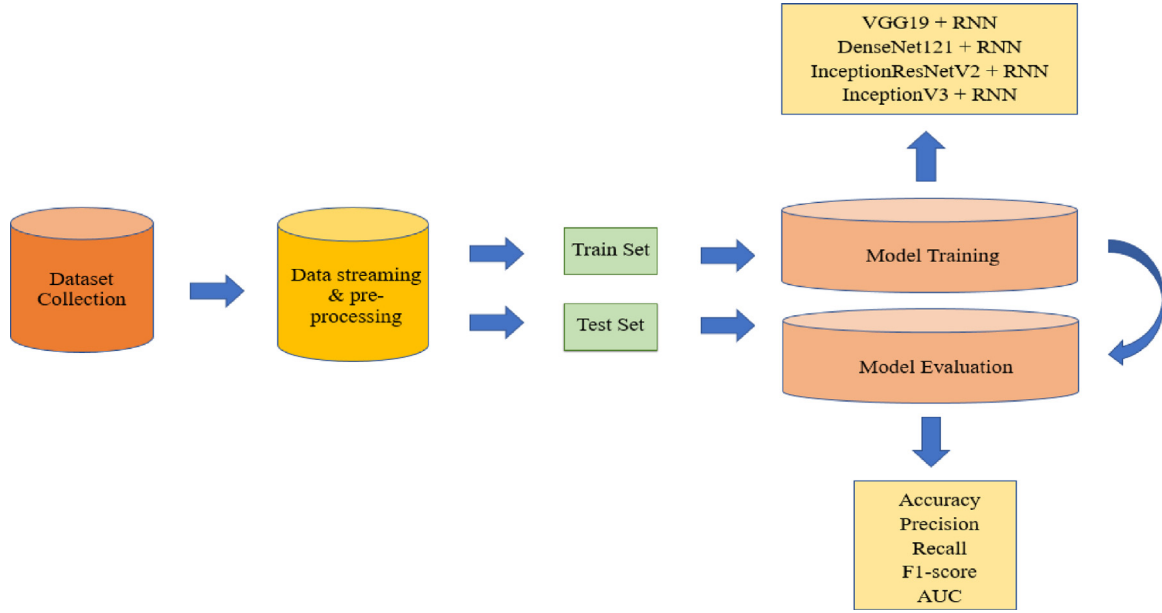 VGG19 + RNN
DenseNet121 + RNN
InceptionResNetV2 + RNN
InceptionV3 + RNN
Dataset
Collection
Data streaming
& pre-
processing
Train Set
Test Set
Model Training
Model Evaluation
Accuracy
Precision
Recall
F1-score
AUC